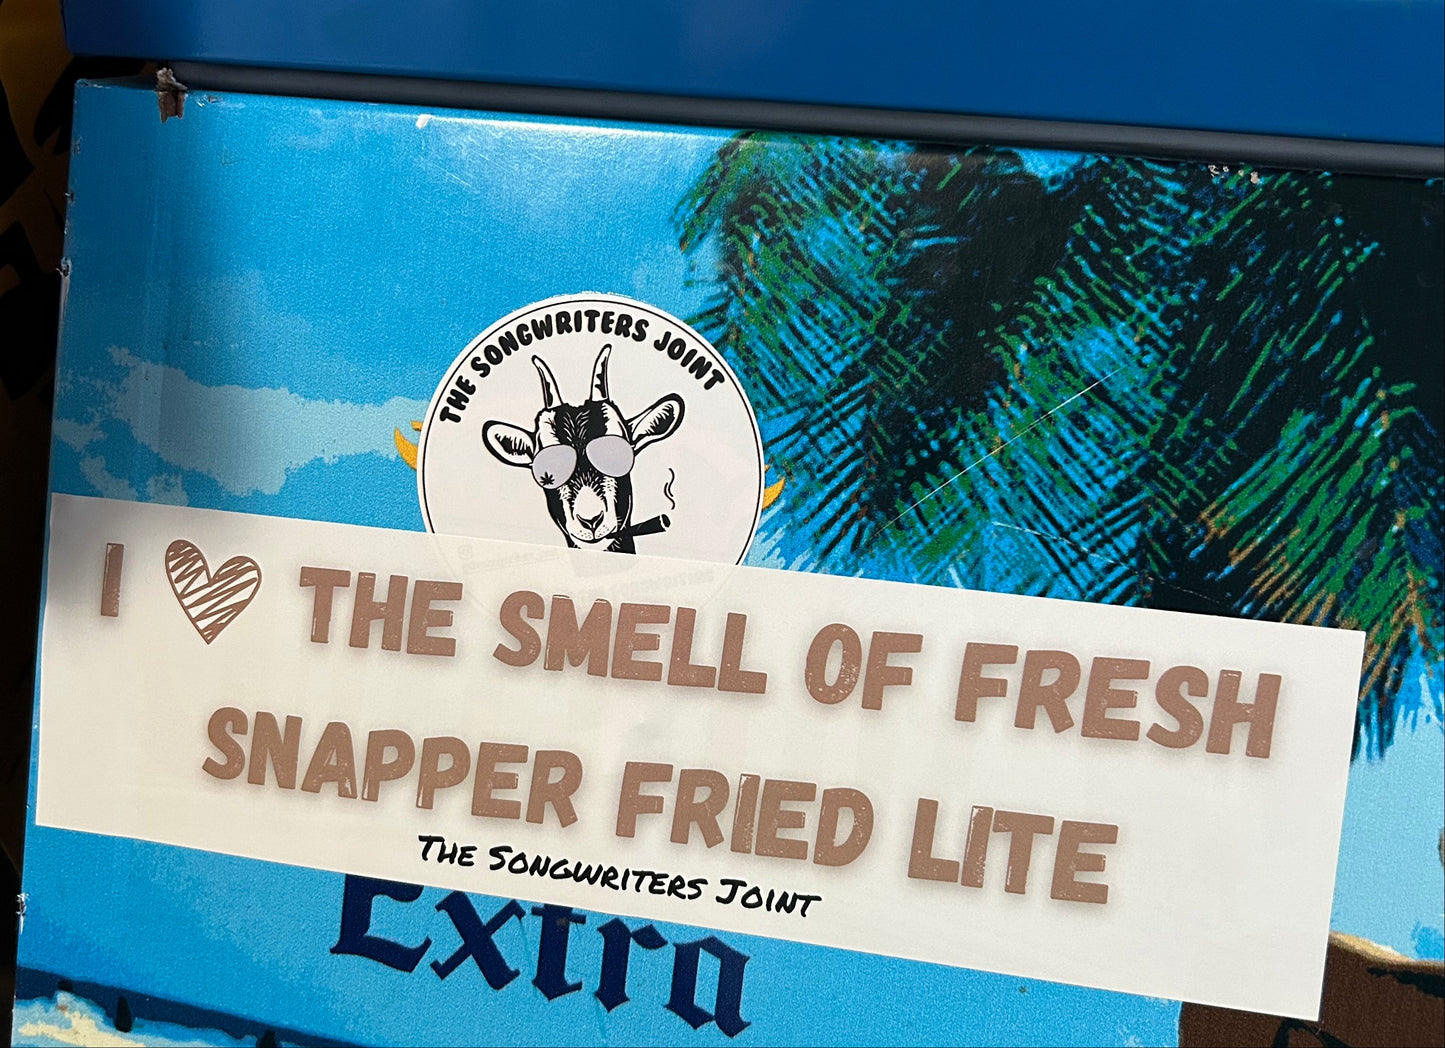 THE SONGWRITERS JOINT
I THE SMELL OF FRESH
SNAPPER FRIED LITE
THE SONGWRITERS JOINT
Extra